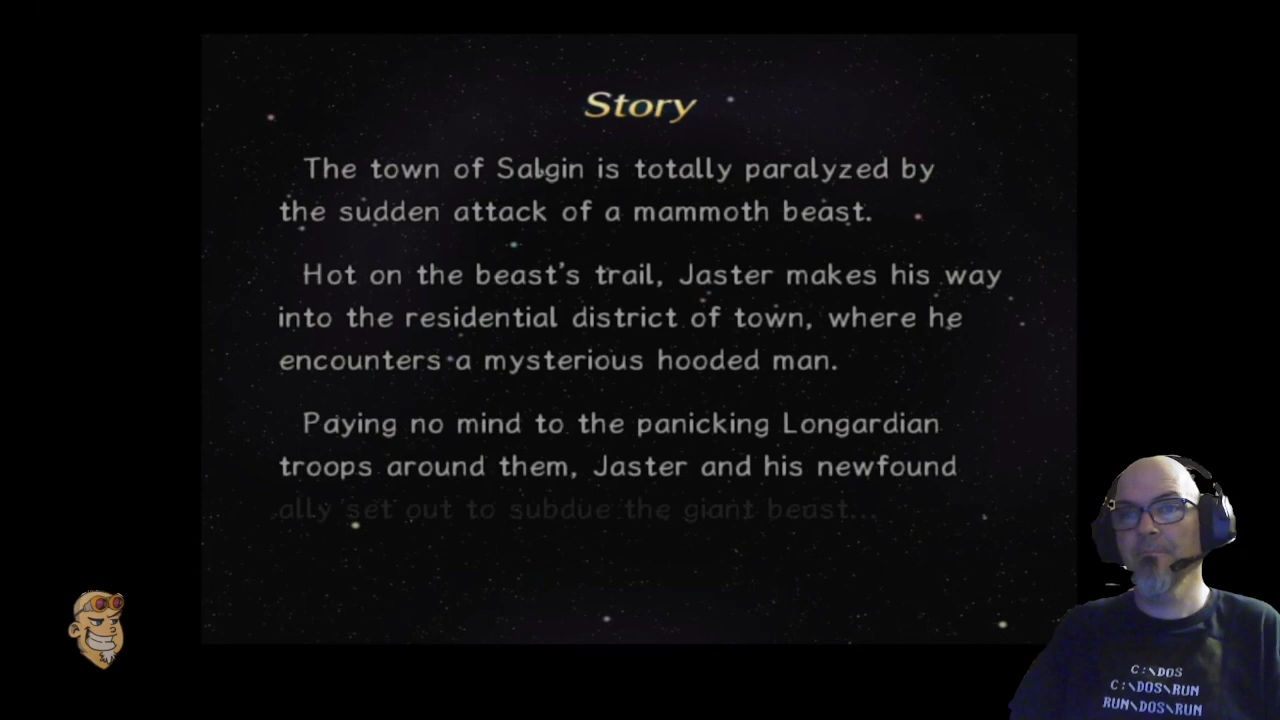 Story
The town of Salgin is totally paralyzed by
the sudden attack of a mammoth beast.
Hot on the beast's trail, Jaster makes his way
into the residential district of town, where he
encounters a mysterious hooded man.
Paying no mind to the panicking Longardian
troops around them, Jaster and his newfound
ally set out to subdue the giant beast...
C:\DOS
C:\DOS\RUN
RUN\DOS\RUN